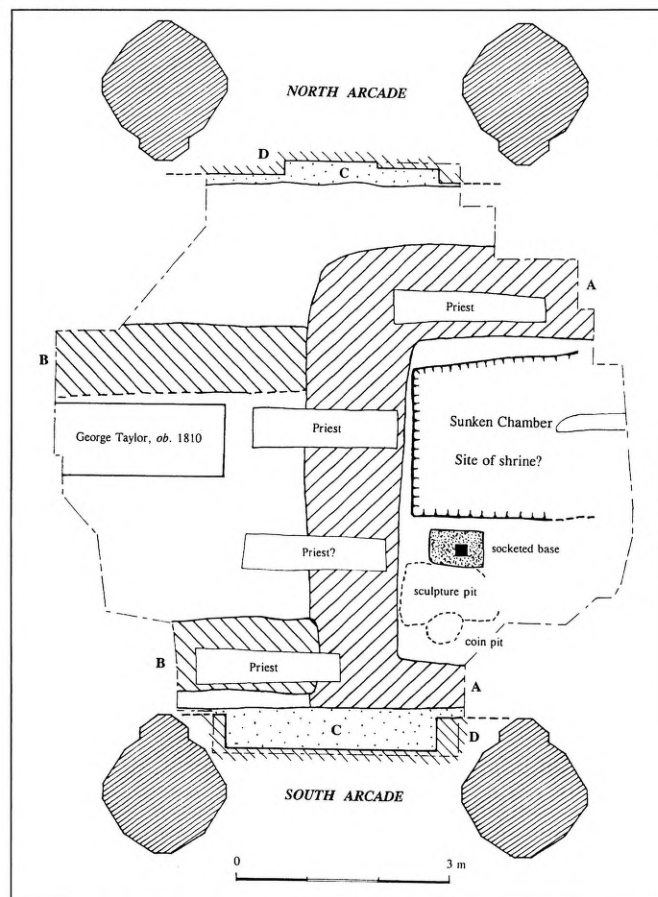 NORTH ARCADE
D
C
A
Priest
B
George Taylor, ob. 1810
Priest
Sunken Chamber
Site of shrine?
Priest?
socketed base
sculpture pit
coin pit
B
Priest
A
C
D
SOUTH ARCADE
0
3 m